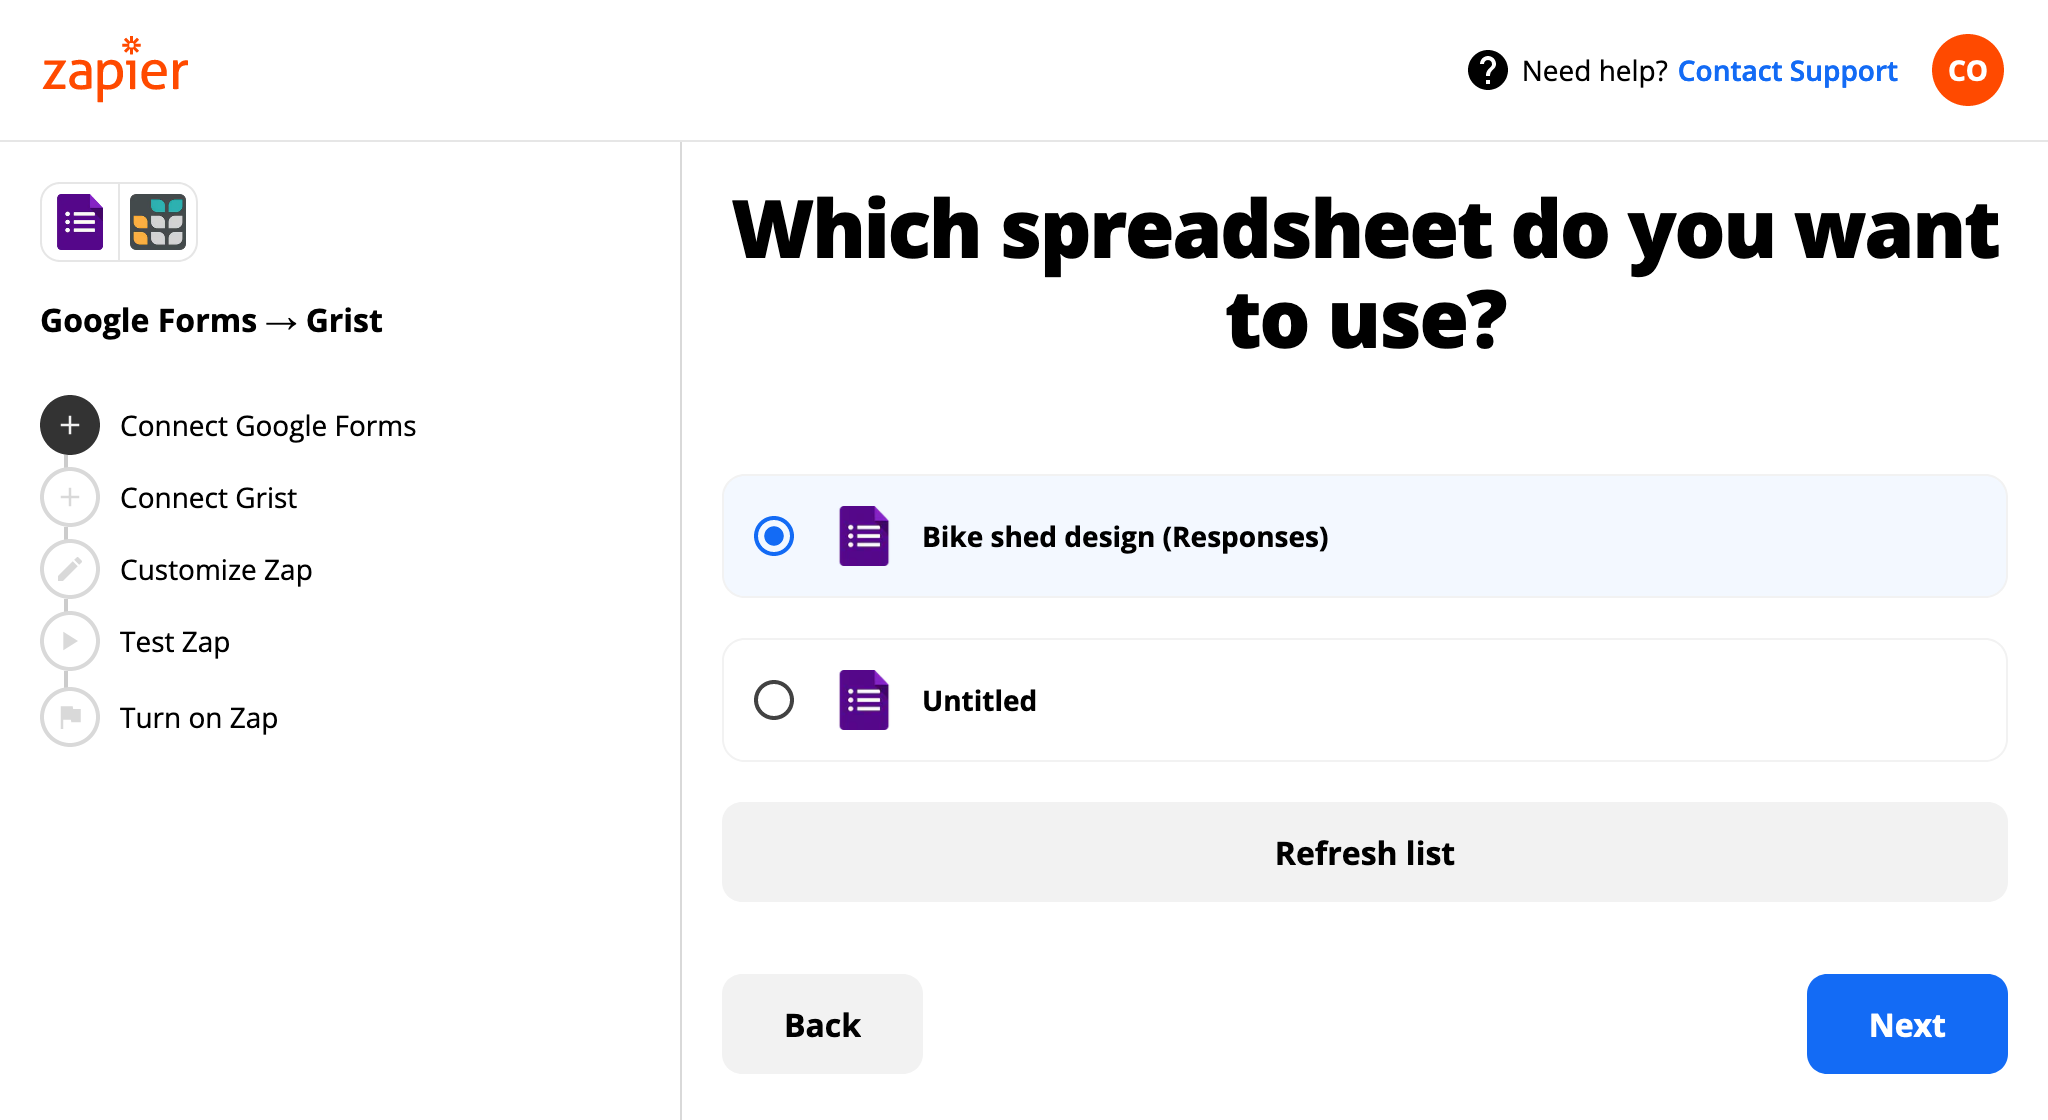 zapier
Need help? Contact Support
CO
Google Forms → Grist
Connect Google Forms
Connect Grist
Customize Zap
Test Zap
Turn on Zap
Which spreadsheet do you want
to use?
Bike shed design (Responses)
Untitled
Refresh list
Back
Next